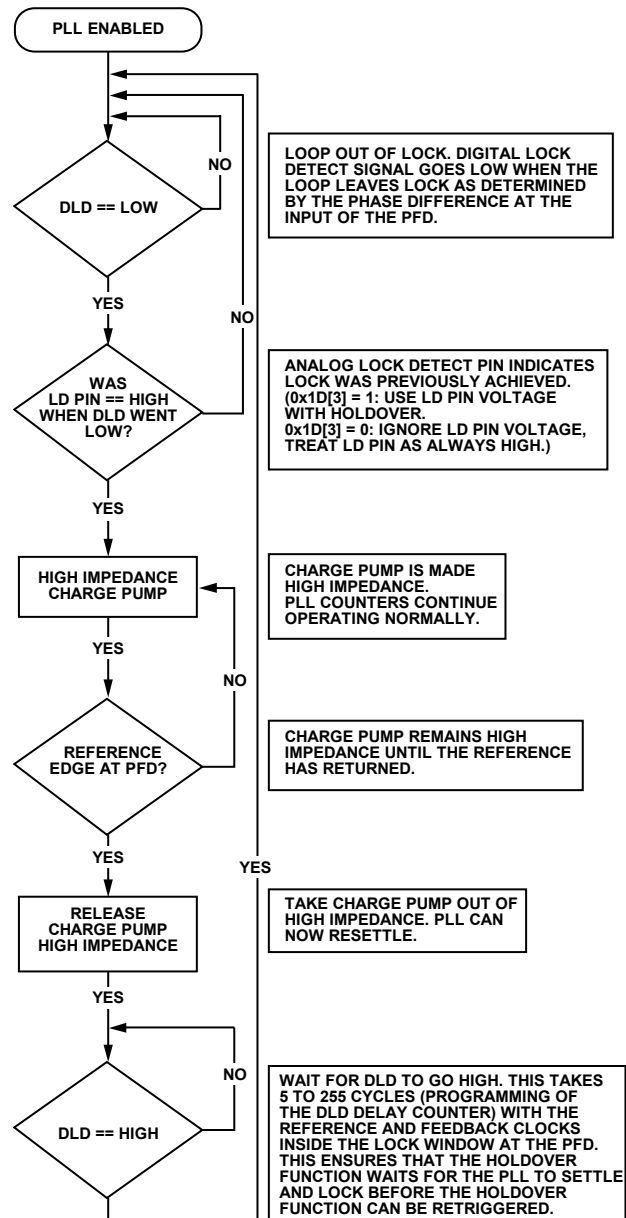 PLL ENABLED
NO
DLD == LOW
LOOP OUT OF LOCK. DIGITAL LOCK
DETECT SIGNAL GOES LOW WHEN THE
LOOP LEAVES LOCK AS DETERMINED
BY THE PHASE DIFFERENCE AT THE
INPUT OF THE PFD.
YES
NO
WAS
LD PIN == HIGH
WHEN DLD WENT
LOW?
ANALOG LOCK DETECT PIN INDICATES
LOCK WAS PREVIOUSLY ACHIEVED.
(0x1D[3] = 1: USE LD PIN VOLTAGE
WITH HOLDOVER.
0x1D[3] = 0: IGNORE LD PIN VOLTAGE,
TREAT LD PIN AS ALWAYS HIGH.)
YES
HIGH IMPEDANCE
CHARGE PUMP
CHARGE PUMP IS MADE
HIGH IMPEDANCE.
PLL COUNTERS CONTINUE
OPERATING NORMALLY.
YES
NO
REFERENCE
EDGE AT PFD?
CHARGE PUMP REMAINS HIGH
IMPEDANCE UNTIL THE REFERENCE
HAS RETURNED.
YES
YES
RELEASE
CHARGE PUMP
HIGH IMPEDANCE
TAKE CHARGE PUMP OUT OF
HIGH IMPEDANCE. PLL CAN
NOW RESETTLE.
YES
NO
DLD == HIGH
WAIT FOR DLD TO GO HIGH. THIS TAKES
5 TO 255 CYCLES (PROGRAMMING OF
THE DLD DELAY COUNTER) WITH THE
REFERENCE AND FEEDBACK CLOCKS
INSIDE THE LOCK WINDOW AT THE PFD.
THIS ENSURES THAT THE HOLDOVER
FUNCTION WAITS FOR THE PLL TO SETTLE
AND LOCK BEFORE THE HOLDOVER
FUNCTION CAN BE RETRIGGERED.